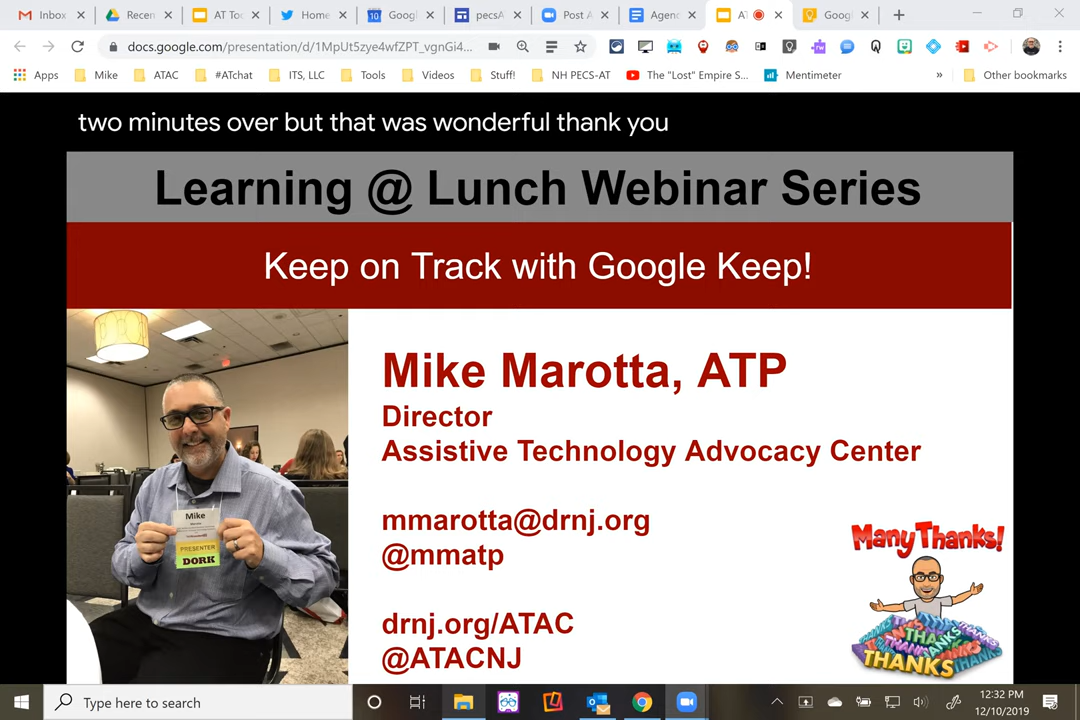 Inbox
Recen
AT Too
Home
Googl
pecsA
Post A
Agenc
AT
Googl
docs.google.com/presentation/d/1MpUt5zye4wfZPT_vgnGi4...
Apps
Mike
ATAC
#ATchat
ITS, LLC
Tools
Videos
Stuff!
NH PECS-AT
The "Lost" Empire S...
Mentimeter
»
Other bookmarks
two minutes over but that was wonderful thank you
Learning @ Lunch Webinar Series
Keep on Track with Google Keep!
Mike Marotta, ATP
Director
Assistive Technology Advocacy Center
mmarotta@drnj.org
@mmatp
drnj.org/ATAC
@ATACNJ
Mike
PRESENTER
DORK
Many Thanks!
THANKS
Type here to search
12:32 PM
12/10/2019